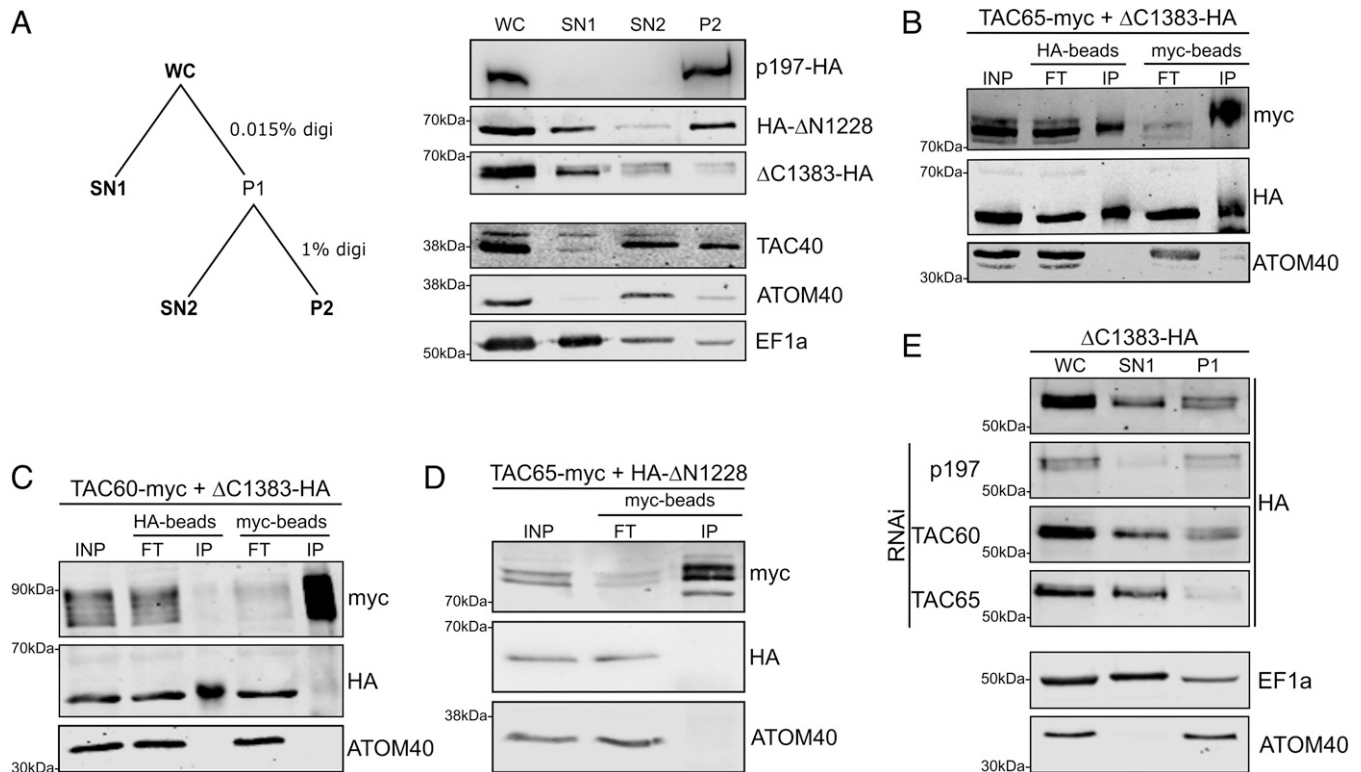 A
WC
0.015% digi
SN1
P1
1% digi
SN2
P2
WC SN1 SN2 P2
p197-HA
70kDa
HA-ΔN1228
70kDa
ΔC1383-HA
TAC40
38kDa
38kDa
ATOM40
EF1a
50kDa
B
TAC65-myc + ΔC1383-HA
HA-beads myc-beads
INP FT IP FT IP
myc
70kDa
70kDa
HA
ATOM40
30kDa
C
TAC60-myc + ΔC1383-HA
HA-beads myc-beads
INP FT IP FT IP
90kDa
myc
70kDa
HA
ATOM40
30kDa
D
TAC65-myc + HA-ΔN1228
myc-beads
INP FT IP
myc
70kDa
70kDa
HA
38kDa
ATOM40
E
ΔC1383-HA
WC SN1 P1
50kDa
p197
50kDa
RNAi
TAC60
50kDa
HA
TAC65
50kDa
50kDa
EF1a
ATOM40
30kDa